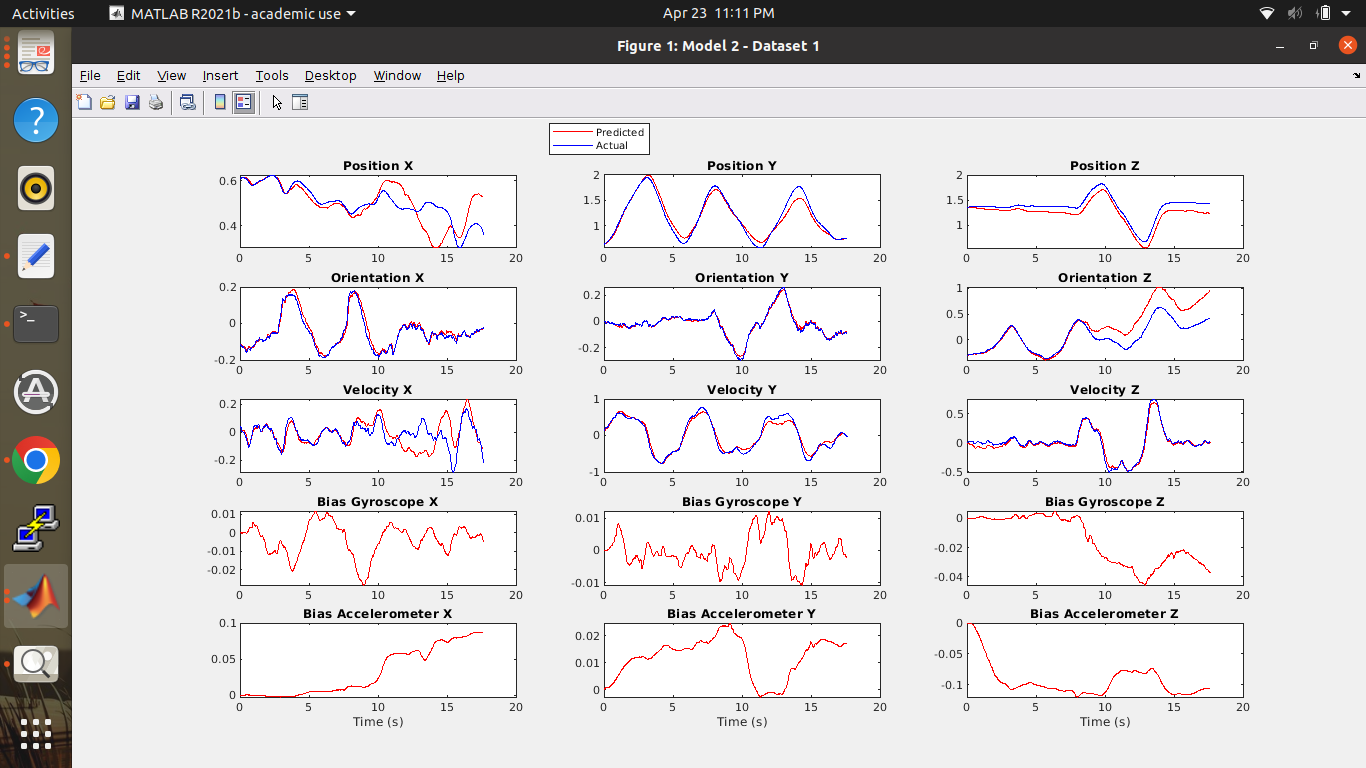 Activities MATLAB R2021b - academic use Apr 23 11:11 PM
Figure 1: Model 2 - Dataset 1
File Edit View Insert Tools Desktop Window Help
Predicted
Actual
Position X Position Y Position Z
0.6 0.4
2 1.5 1
2 1.5 1
0 5 10 15 20 0 5 10 15 20 0 5 10 15 20
Orientation X Orientation Y Orientation Z
0.2 0 -0.2
0.2 0 -0.2
1 0.5 0
0 5 10 15 20 0 5 10 15 20 0 5 10 15 20
Velocity X Velocity Y Velocity Z
0.2 0 -0.2
1 0 -1
0.5 0 -0.5
0 5 10 15 20 0 5 10 15 20 0 5 10 15 20
Bias Gyroscope X Bias Gyroscope Y Bias Gyroscope Z
0.01 0 -0.01 -0.02
0.01 0 -0.01
0 -0.02 -0.04
0 5 10 15 20 0 5 10 15 20 0 5 10 15 20
Bias Accelerometer X Bias Accelerometer Y Bias Accelerometer Z
0.1 0.05 0
0.02 0.01 0
0 -0.05 -0.1
0 5 10 15 20 0 5 10 15 20 0 5 10 15 20
Time (s) Time (s) Time (s)